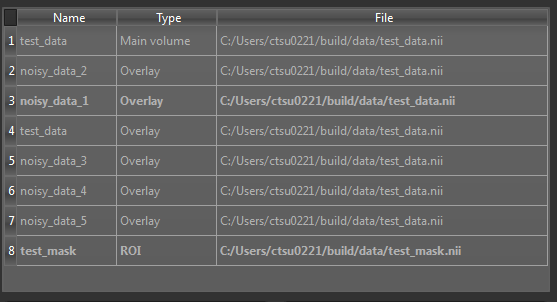 Name Type File
1 test_data Main volume C:/Users/ctsu0221/build/data/test_data.nii
2 noisy_data_2 Overlay C:/Users/ctsu0221/build/data/test_data.nii
3 noisy_data_1 Overlay C:/Users/ctsu0221/build/data/test_data.nii
4 test_data Overlay C:/Users/ctsu0221/build/data/test_data.nii
5 noisy_data_3 Overlay C:/Users/ctsu0221/build/data/test_data.nii
6 noisy_data_4 Overlay C:/Users/ctsu0221/build/data/test_data.nii
7 noisy_data_5 Overlay C:/Users/ctsu0221/build/data/test_data.nii
8 test_mask ROI C:/Users/ctsu0221/build/data/test_mask.nii